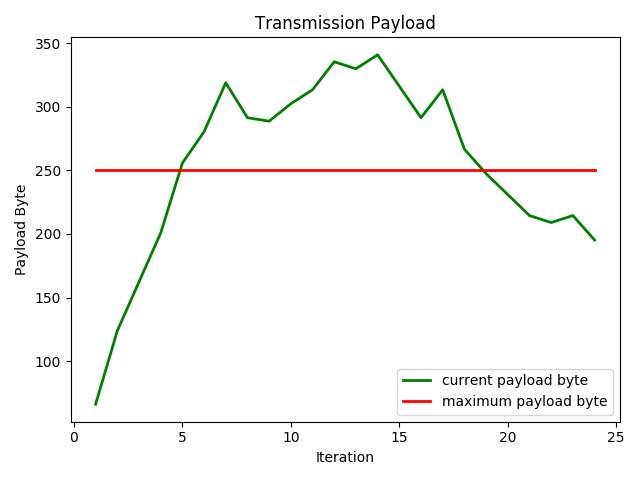 Transmission Payload
350
300
250
200
150
100
Payload Byte
0
5
10
15
20
25
Iteration
current payload byte
maximum payload byte